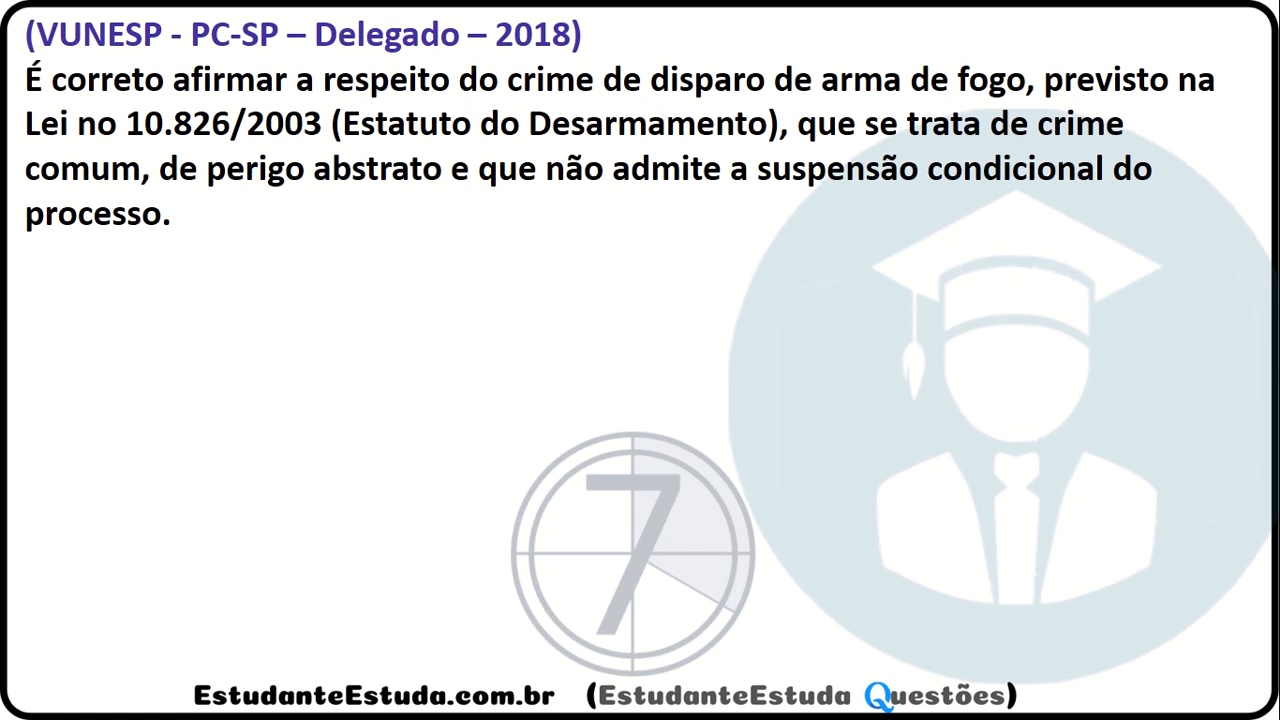 (VUNESP - PC-SP – Delegado – 2018)
É correto afirmar a respeito do crime de disparo de arma de fogo, previsto na
Lei no 10.826/2003 (Estatuto do Desarmamento), que se trata de crime
comum, de perigo abstrato e que não admite a suspensão condicional do
processo.
7
EstudanteEstuda.com.br (EstudanteEstuda Questões)